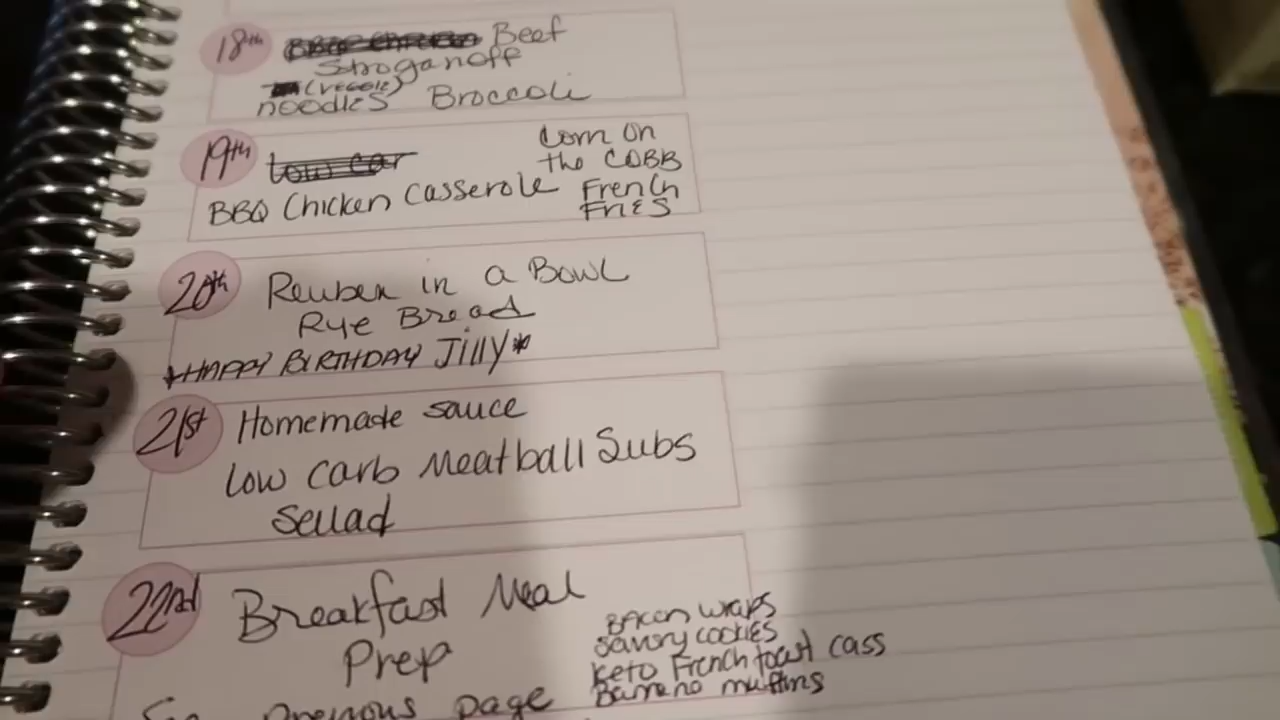 18th Beef
Stroganoff
(veggie)
noodles Broccoli
19th Low Car
Corn On
the COBB
BBQ Chicken Casserole French
Fries
20th Reuben in a Bowl
Rye Bread
*HAPPY BIRTHDAY Jilly*
21st Homemade sauce
Low carb Meatball Subs
Sellad
22nd Breakfast Meal
Prep
Bacon wraps
Savory cookies
Keto French toast cass
Banana muffins
previous page